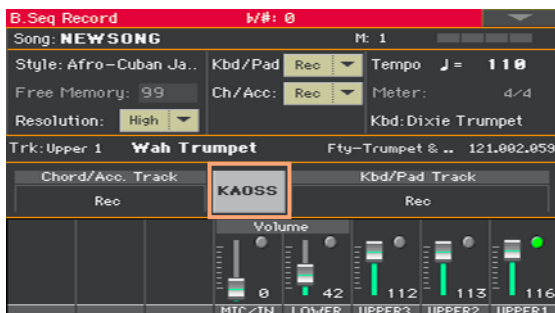 B.Seq Record b/#: 0
Song: NEWSONG M: 1
Style: Afro-Cuban Ja.. Kbd/Pad Rec Tempo ♩= 110
Free Memory: 99 Ch/Acc: Rec Meter: 4/4
Resolution: High Kbd: Dixie Trumpet
Trk: Upper 1 Wah Trumpet Fty-Trumpet & .. 121.002.059
Chord/Acc. Track KAOSS Kbd/Pad Track
Rec Rec
Volume
0 42 112 113 116
MIC/IN LOWER UPPER3 UPPER2 UPPER1